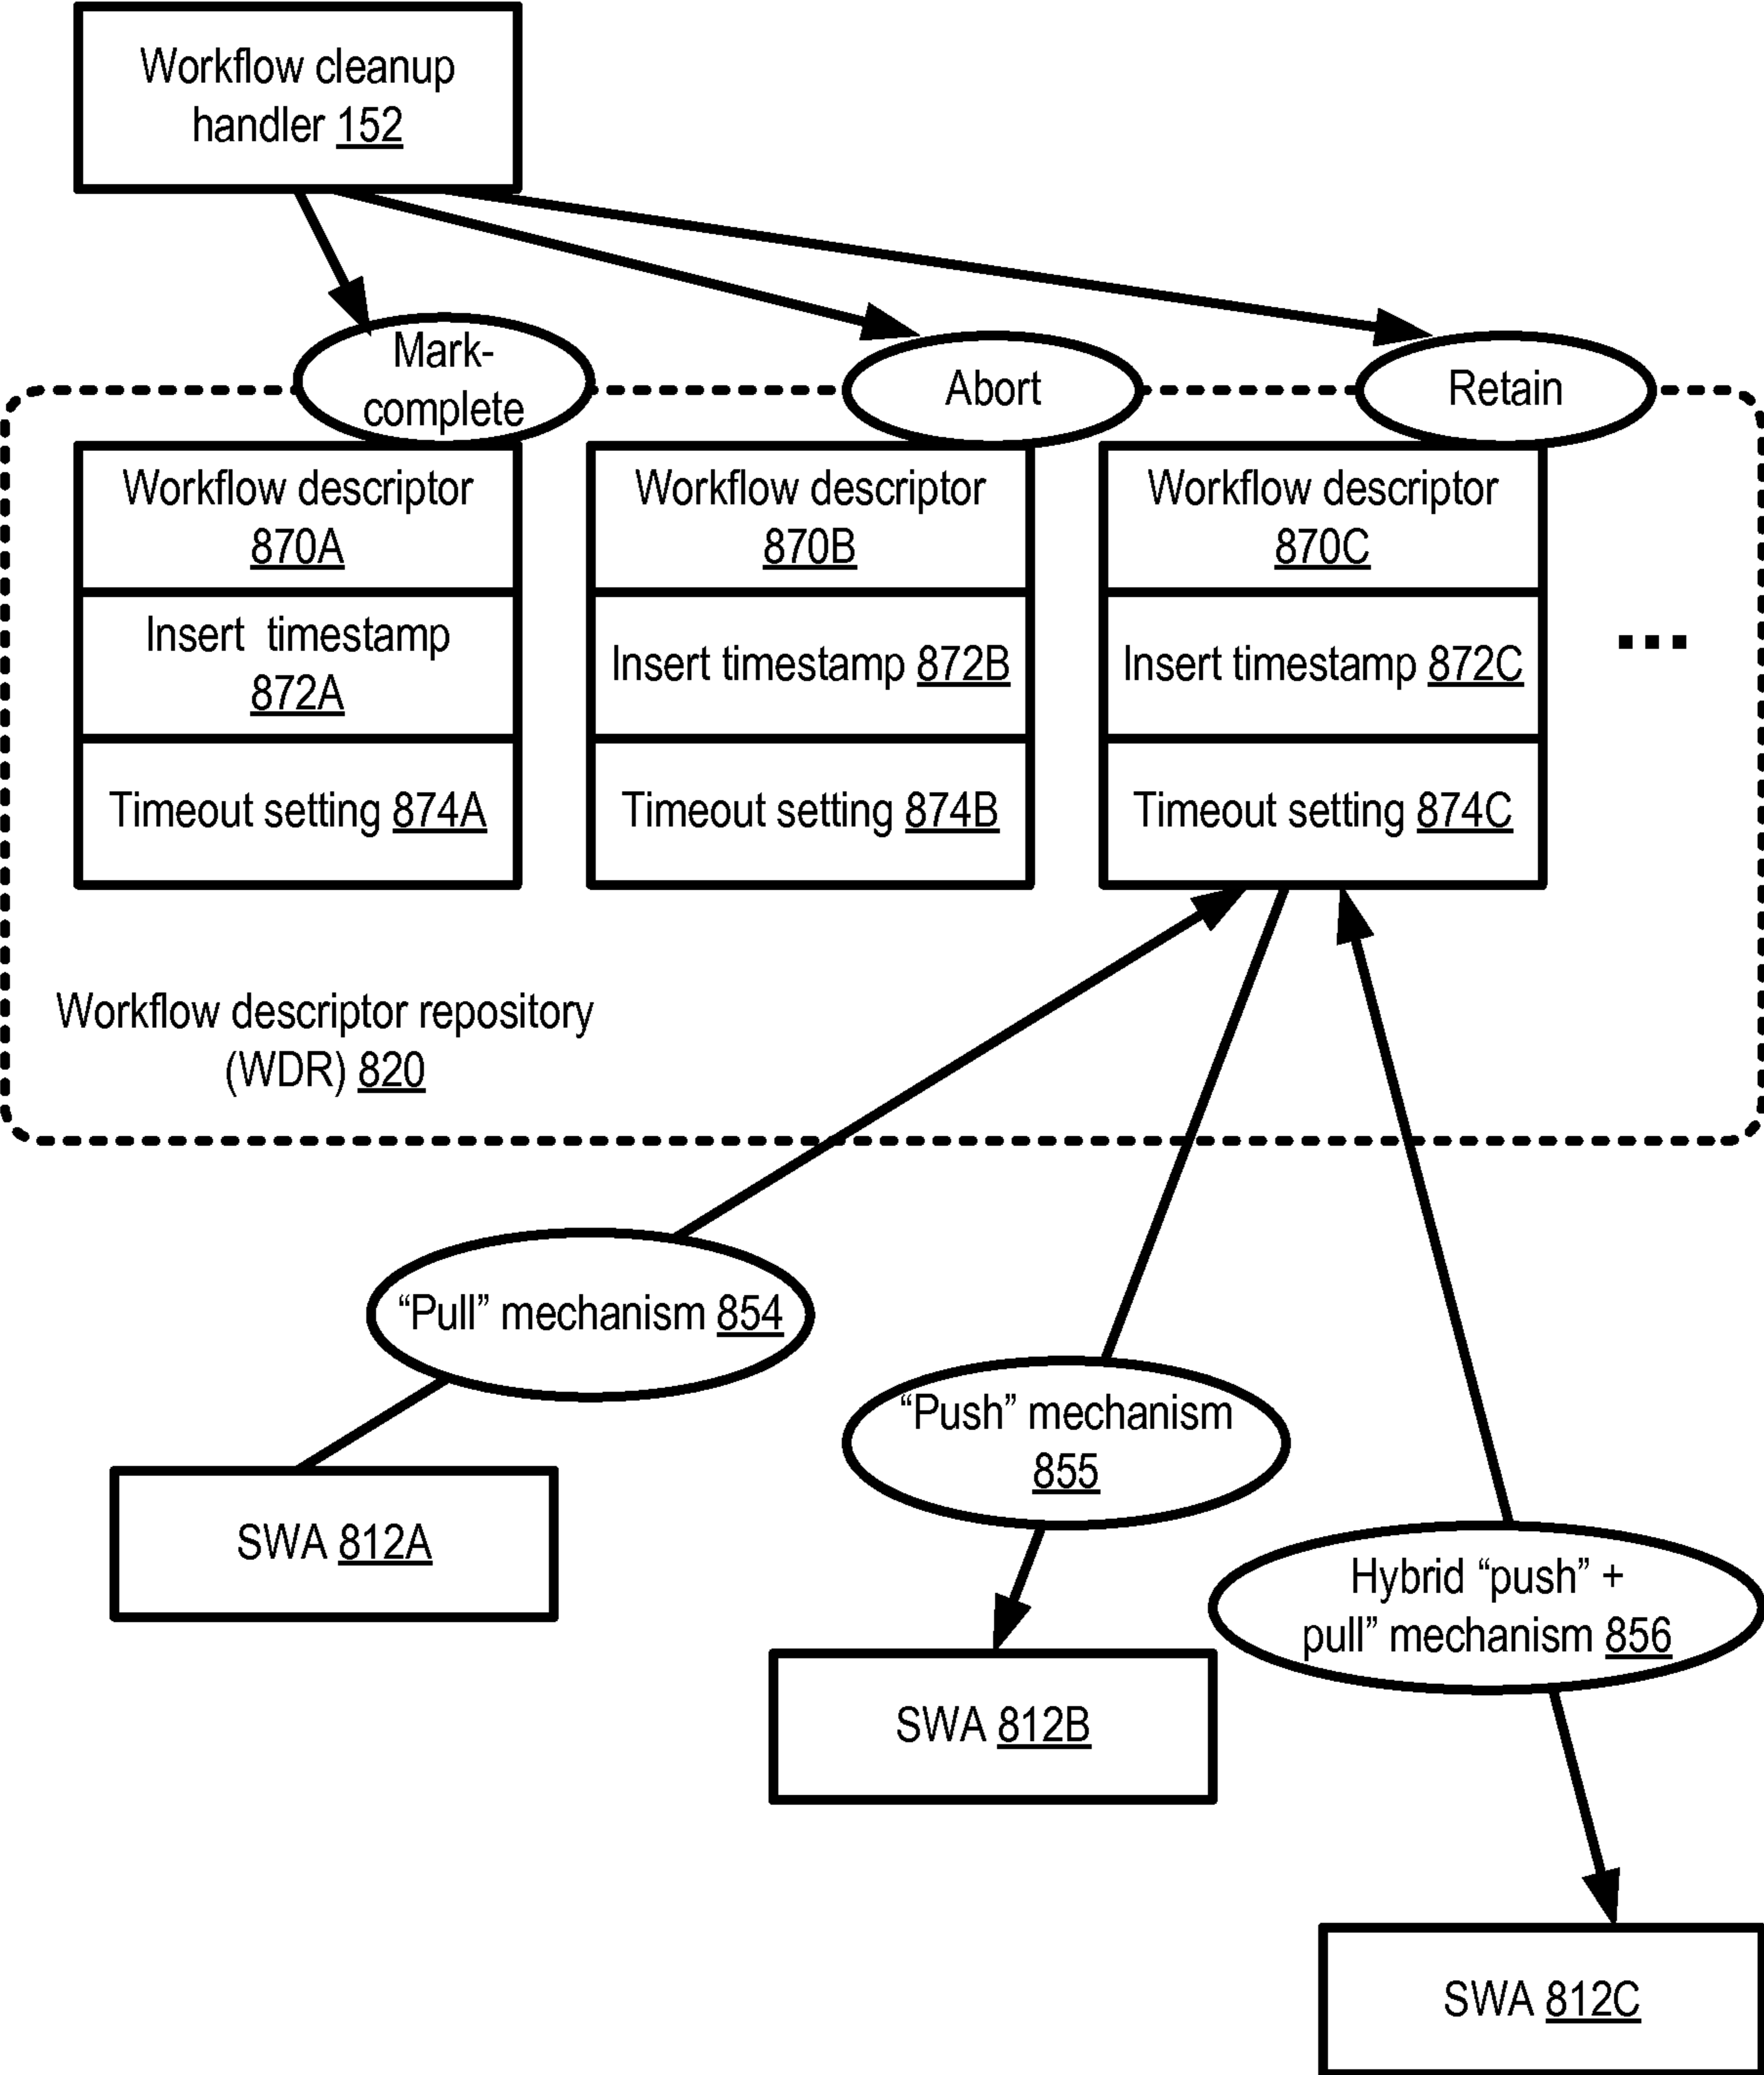 Workflow cleanup
handler 152
Mark-
complete
Abort
Retain
Workflow descriptor
870A
Insert  timestamp
872A
Timeout setting 874A
Workflow descriptor
870B
Insert timestamp 872B
Timeout setting 874B
Workflow descriptor
870C
Insert timestamp 872C
Timeout setting 874C
...
Workflow descriptor repository
(WDR) 820
“Pull” mechanism 854
“Push” mechanism
855
Hybrid “push” +
pull” mechanism 856
SWA 812A
SWA 812B
SWA 812C